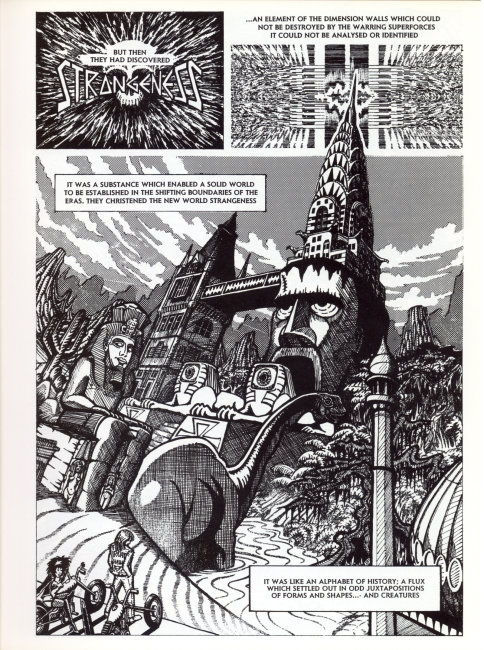 BUT THEN
THEY HAD DISCOVERED
STRANGENESS
...AN ELEMENT OF THE DIMENSION WALLS WHICH COULD
NOT BE DESTROYED BY THE WARRING SUPERFORCES
IT COULD NOT BE ANALYSED OR IDENTIFIED
IT WAS A SUBSTANCE WHICH ENABLED A SOLID WORLD
TO BE ESTABLISHED IN THE SHIFTING BOUNDARIES OF THE
ERAS. THEY CHRISTENED THE NEW WORLD STRANGENESS
IT WAS LIKE AN ALPHABET OF HISTORY; A FLUX
WHICH SETTLED OUT IN ODD JUXTAPOSITIONS
OF FORMS AND SHAPES...- AND CREATURES